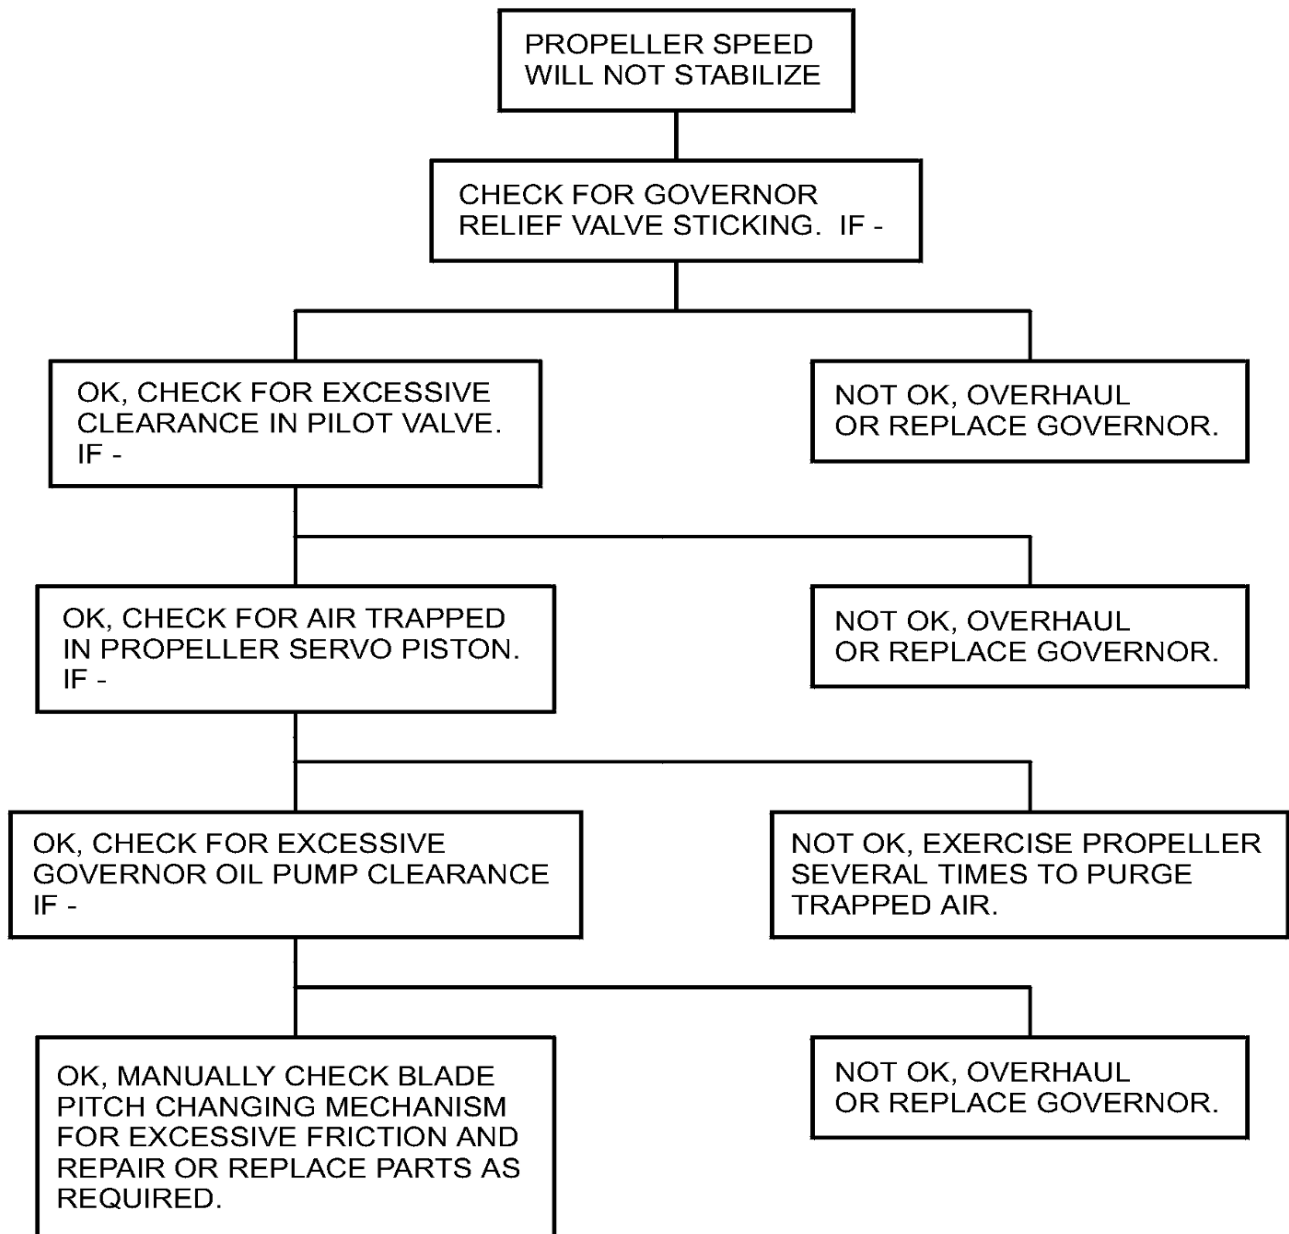 PROPELLER SPEED
WILL NOT STABILIZE
CHECK FOR GOVERNOR
RELIEF VALVE STICKING.  IF -
OK, CHECK FOR EXCESSIVE
CLEARANCE IN PILOT VALVE.
IF -
NOT OK, OVERHAUL
OR REPLACE GOVERNOR.
OK, CHECK FOR AIR TRAPPED
IN PROPELLER SERVO PISTON.
IF -
NOT OK, OVERHAUL
OR REPLACE GOVERNOR.
OK, CHECK FOR EXCESSIVE
GOVERNOR OIL PUMP CLEARANCE
IF -
NOT OK, EXERCISE PROPELLER
SEVERAL TIMES TO PURGE
TRAPPED AIR.
OK, MANUALLY CHECK BLADE
PITCH CHANGING MECHANISM
FOR EXCESSIVE FRICTION AND
REPAIR OR REPLACE PARTS AS
REQUIRED.
NOT OK, OVERHAUL
OR REPLACE GOVERNOR.